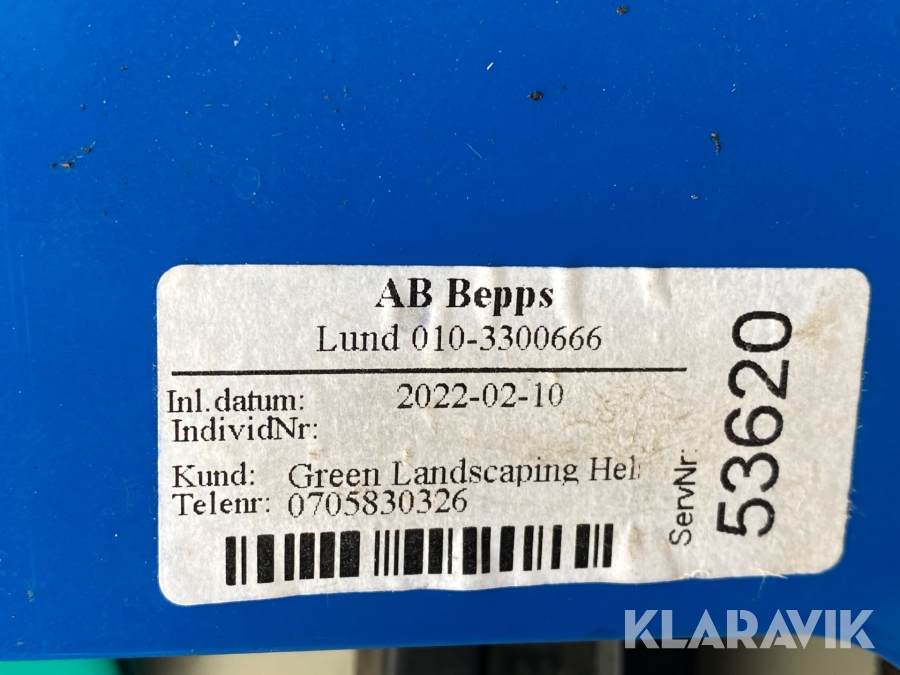 AB Bepps
Lund 010-3300666
Inl.datum: 2022-02-10
IndividNr:
Kund: Green Landscaping Hel
Telenr: 0705830326
ServNr:
53620
KLARAVIK